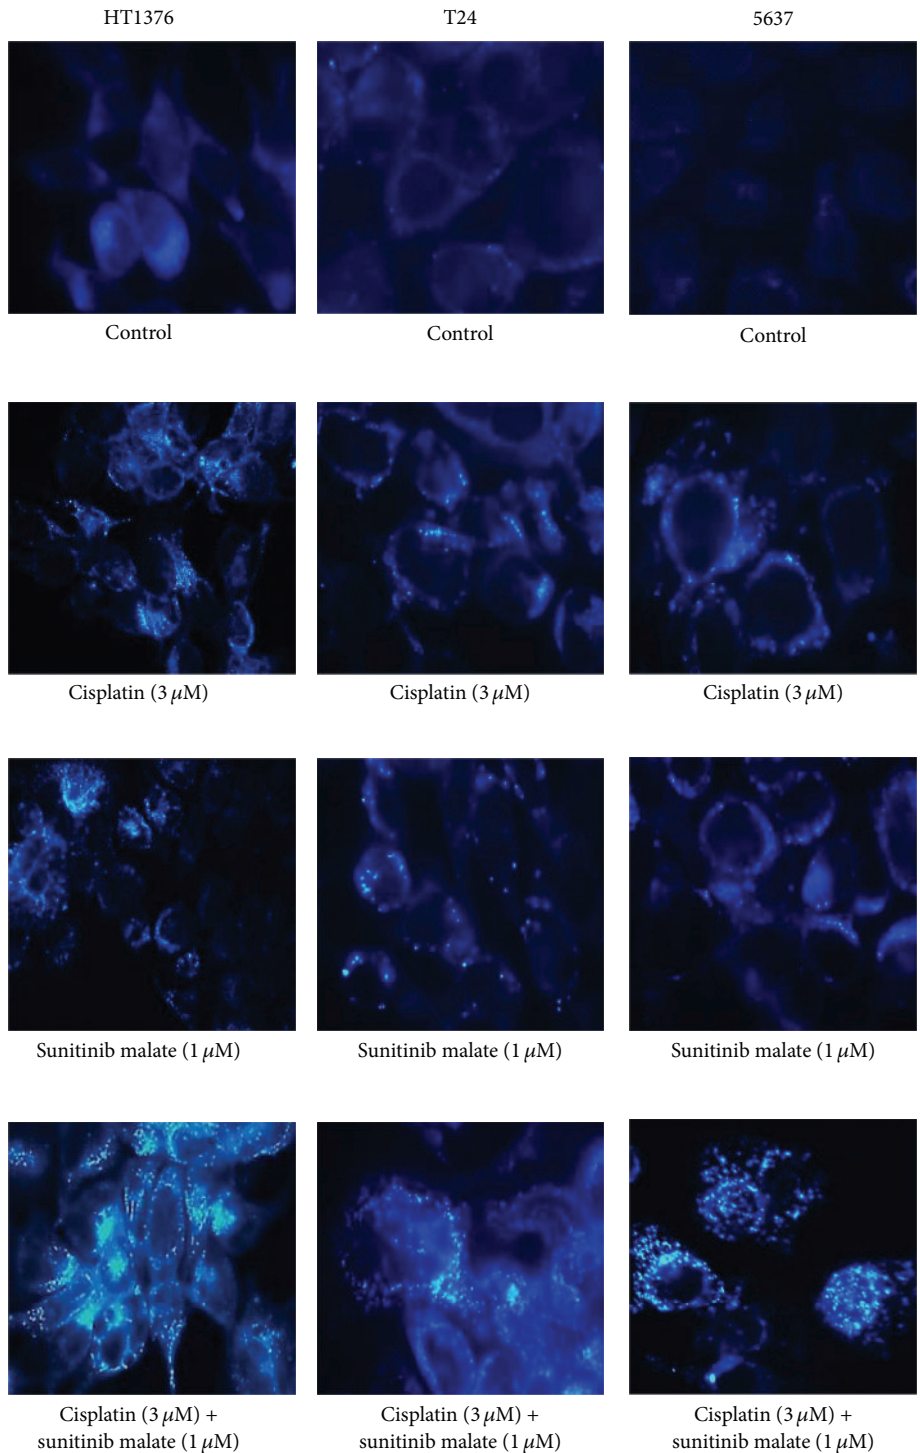 HT1376 T24 5637
Control Control Control
Cisplatin (3 μM) Cisplatin (3 μM) Cisplatin (3 μM)
Sunitinib malate (1 μM) Sunitinib malate (1 μM) Sunitinib malate (1 μM)
Cisplatin (3 μM) + Cisplatin (3 μM) + Cisplatin (3 μM) +
sunitinib malate (1 μM) sunitinib malate (1 μM) sunitinib malate (1 μM)